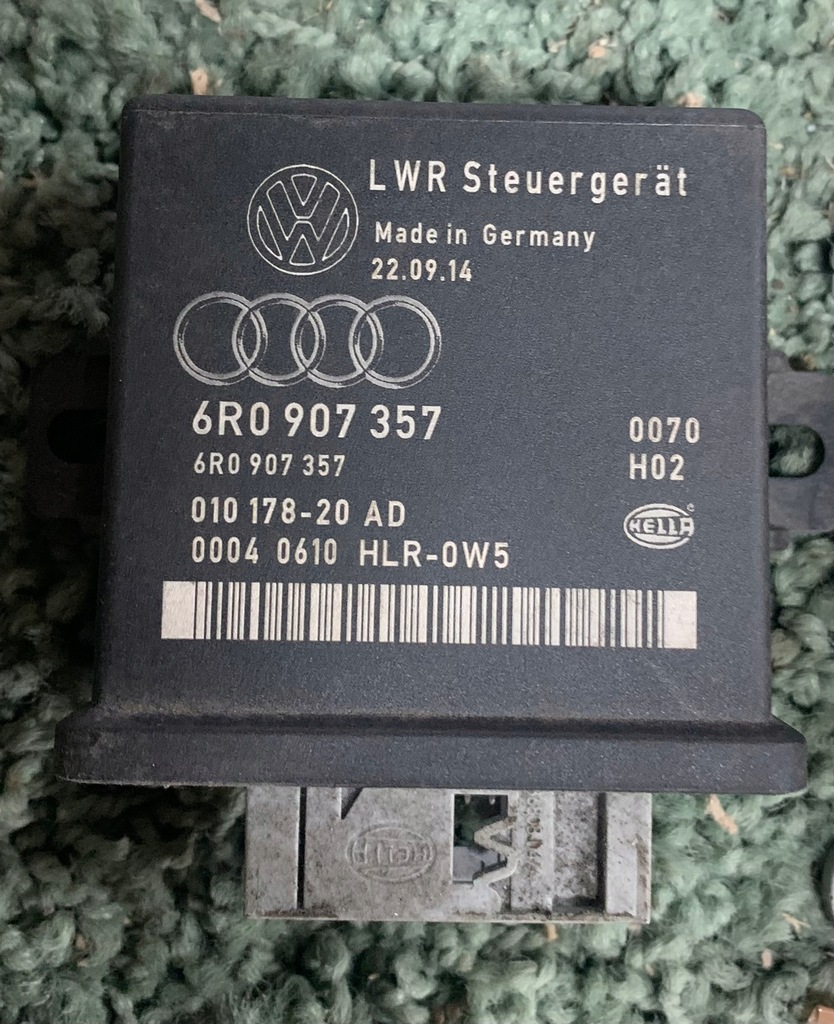 LWR Steuergerät
Made in Germany
22.09.14
6R0 907 357
0070
6R0 907 357
H02
010 178-20 AD
HELLA
0004 0610 HLR-0W5
HELLA